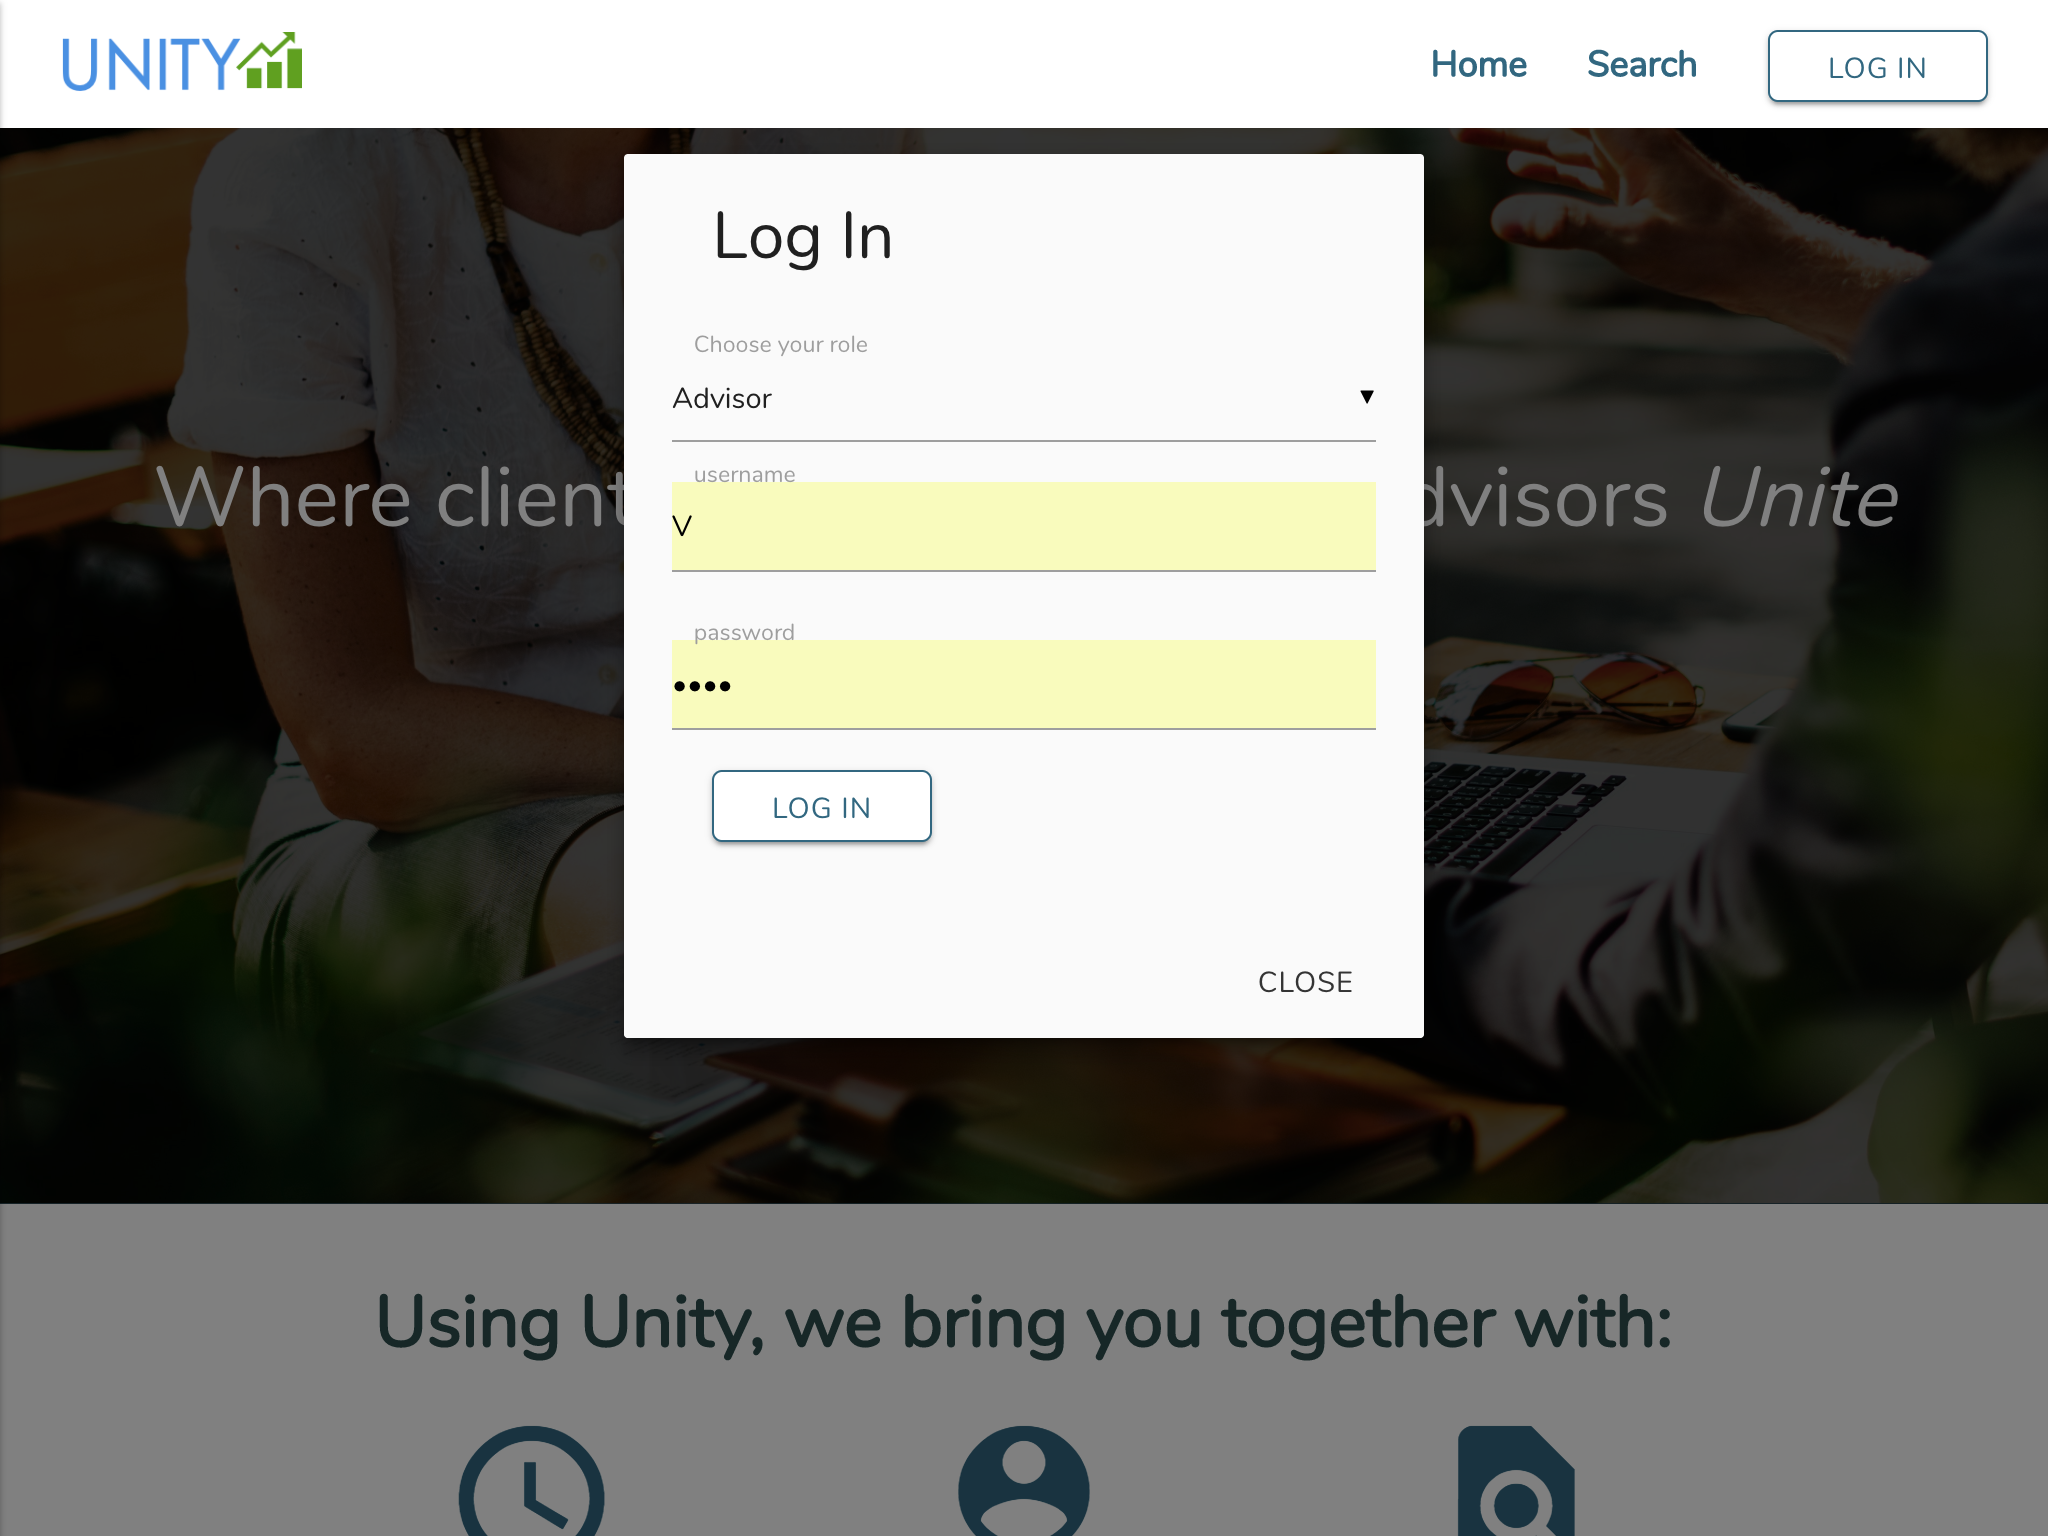 UNITY
Home
Search
LOG IN
Log In
Choose your role
Advisor
username
V
password
LOG IN
CLOSE
Where client
dvisors Unite
Using Unity, we bring you together with: